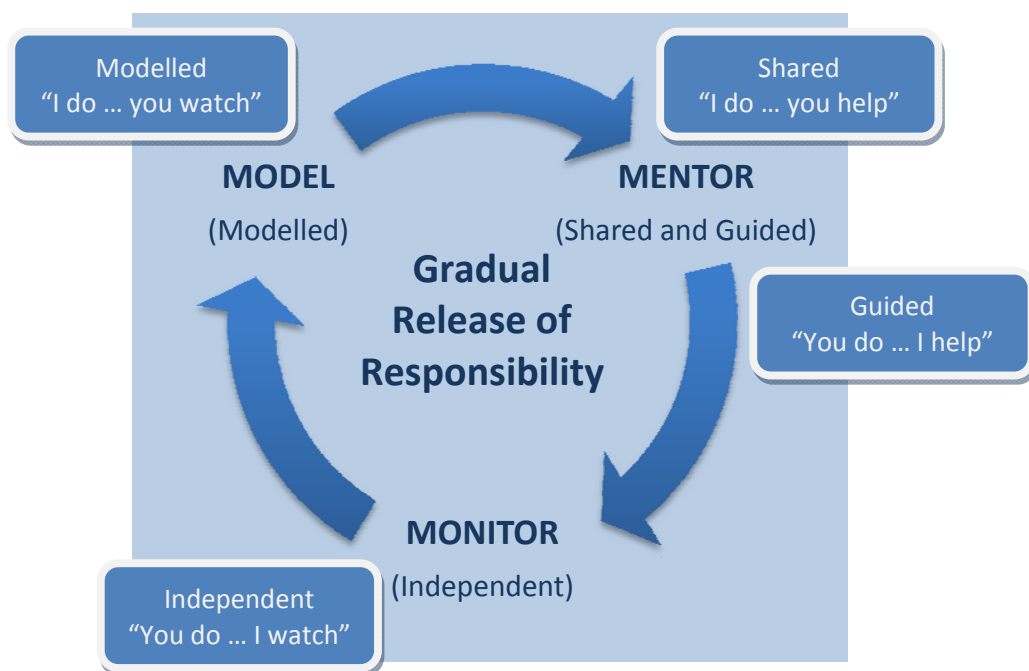 Modelled
“I do … you watch”
Shared
“I do … you help”
MODEL
(Modelled)
MENTOR
(Shared and Guided)
Gradual
Release of
Responsibility
Guided
“You do … I help”
MONITOR
(Independent)
Independent
“You do … I watch”